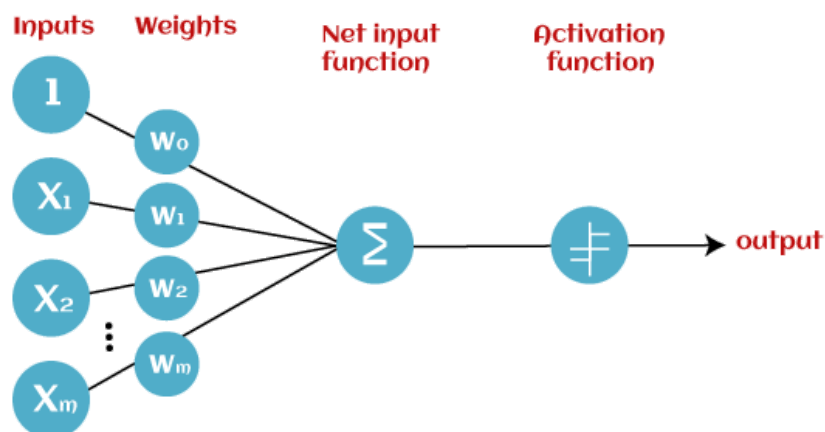 Inputs Weights Net input function Activation function
1
W0
X1
W1
Σ
output
X2
W2
Wm
Xm